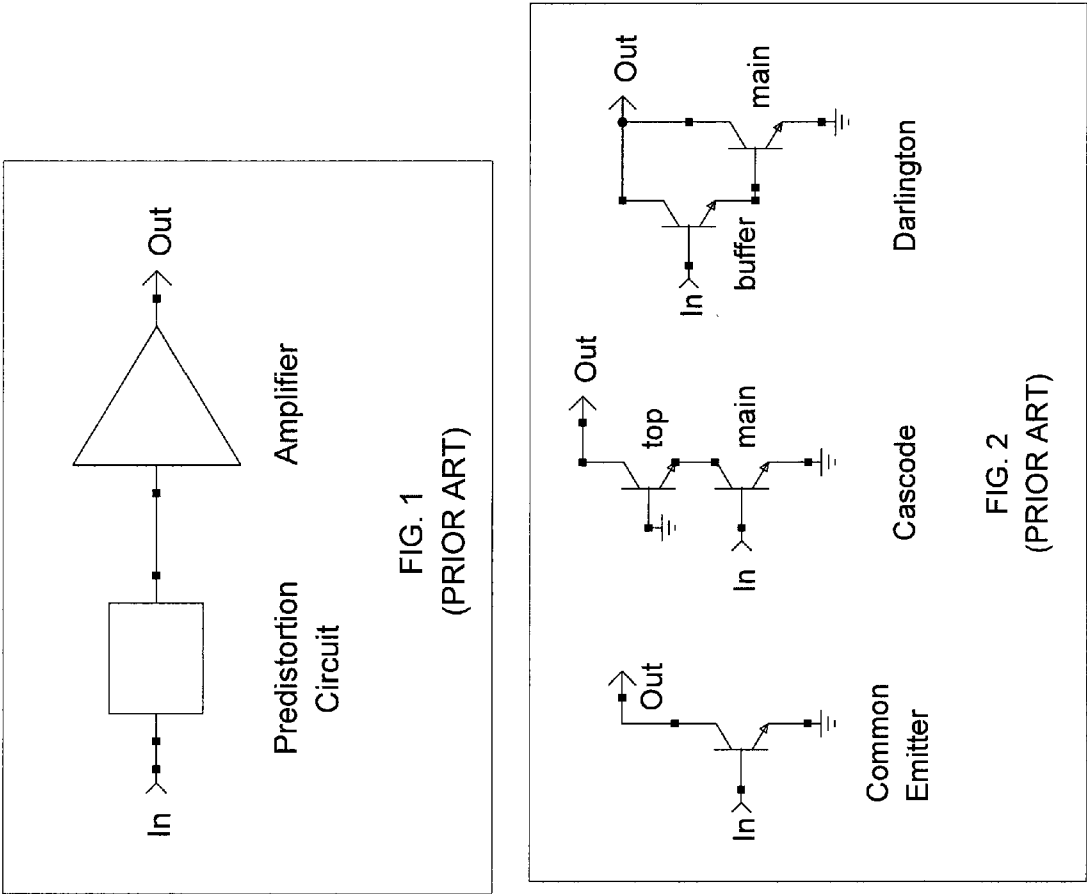 In
Out
Predistortion
Circuit
Amplifier
FIG. 1
(PRIOR ART)
In
Out
Common
Emitter
In
Out
top
main
Cascode
In
Out
buffer
main
Darlington
FIG. 2
(PRIOR ART)